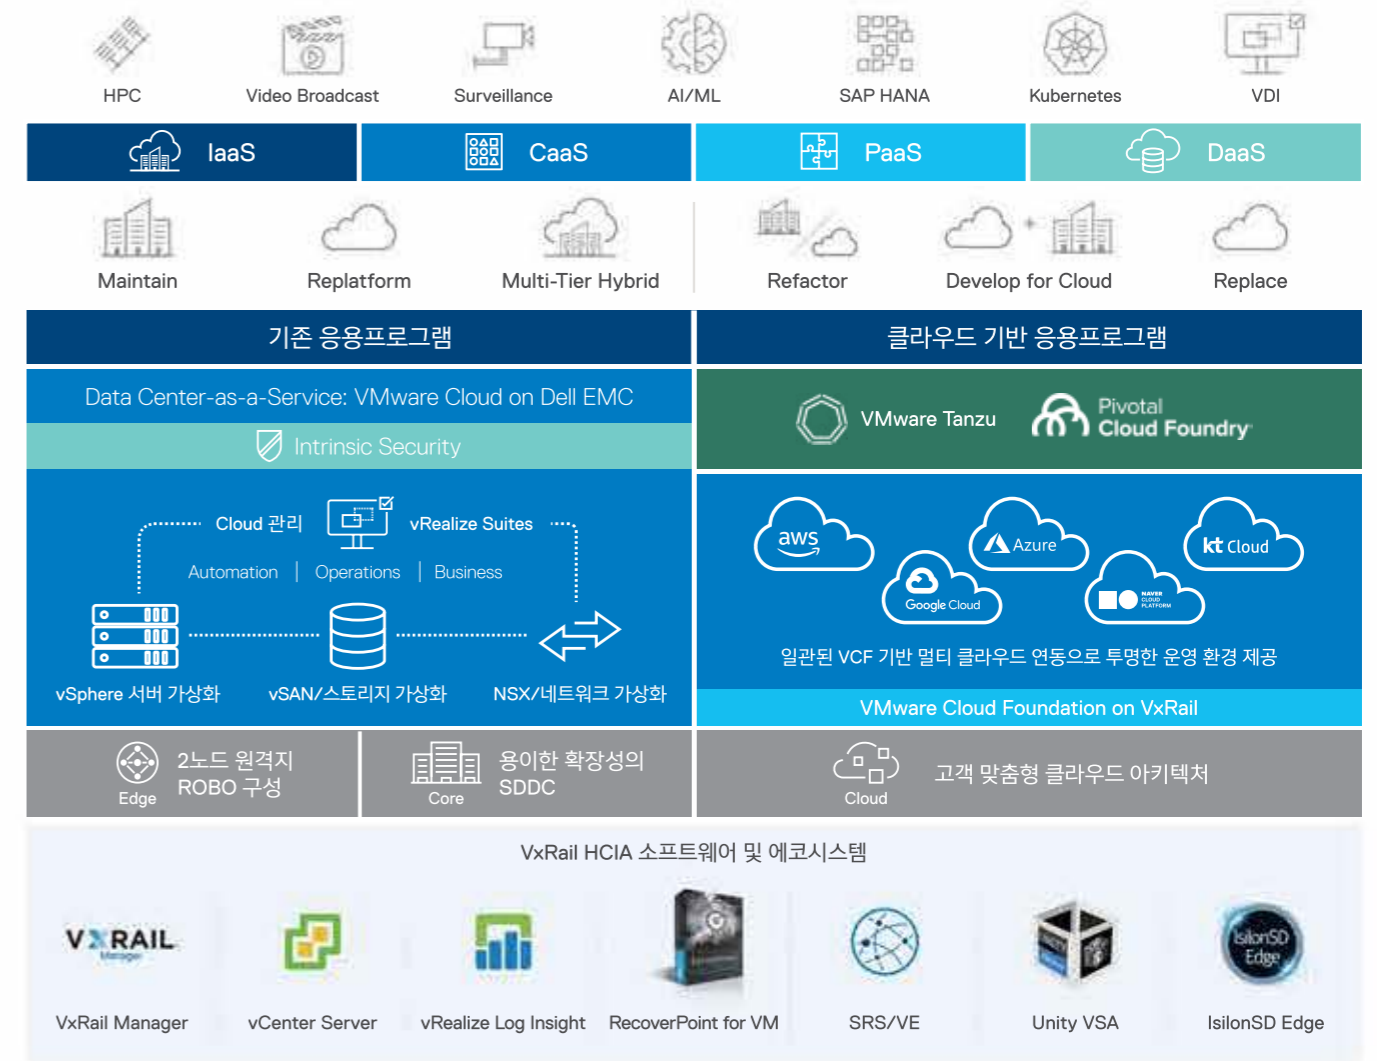 HPC
Video Broadcast
Surveillance
AI/ML
SAP HANA
Kubernetes
VDI
IaaS
CaaS
PaaS
DaaS
Maintain
Replatform
Multi-Tier Hybrid
Refactor
Develop for Cloud
Replace
기존 응용프로그램
클라우드 기반 응용프로그램
Data Center-as-a-Service: VMware Cloud on Dell EMC
Intrinsic Security
Cloud 관리
vRealize Suites
Automation | Operations | Business
vSphere 서버 가상화
vSAN/스토리지 가상화
NSX/네트워크 가상화
VMware Tanzu
Pivotal
Cloud Foundry
aws
Azure
kt Cloud
Google Cloud
NAVER
CLOUD
PLATFORM
일관된 VCF 기반 멀티 클라우드 연동으로 투명한 운영 환경 제공
VMware Cloud Foundation on VxRail
Edge
2노드 원격지
ROBO 구성
Core
용이한 확장성의
SDDC
Cloud
고객 맞춤형 클라우드 아키텍처
VxRail HCIA 소프트웨어 및 에코시스템
VXRAIL
Manager
IsilonSD
Edge
VxRail Manager
vCenter Server
vRealize Log Insight
RecoverPoint for VM
SRS/VE
Unity VSA
IsilonSD Edge